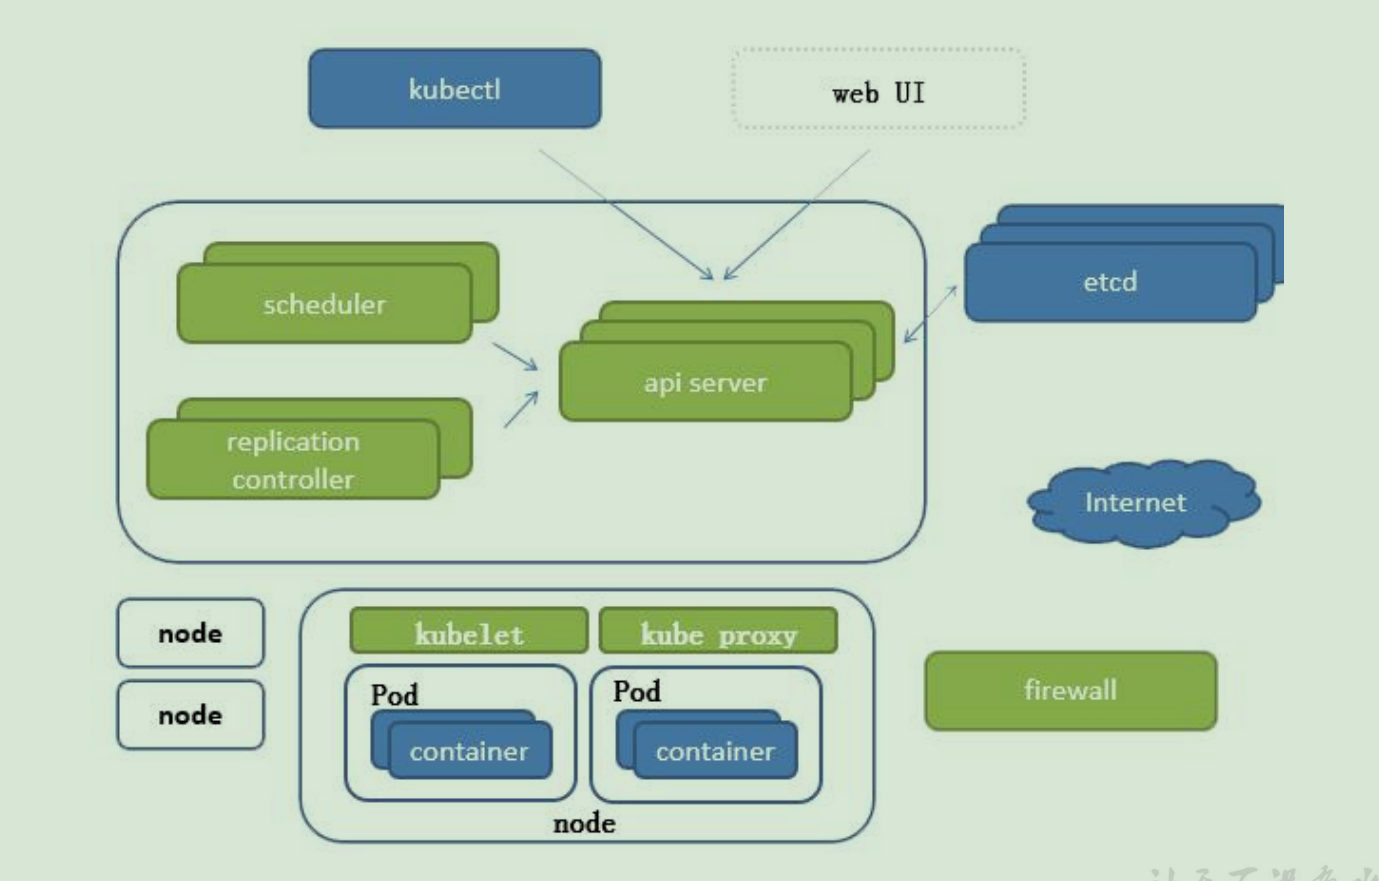 kubectl
web UI
scheduler
etcd
api server
replication
controller
Internet
node
node
kubelet
kube proxy
Pod
container
Pod
container
node
firewall